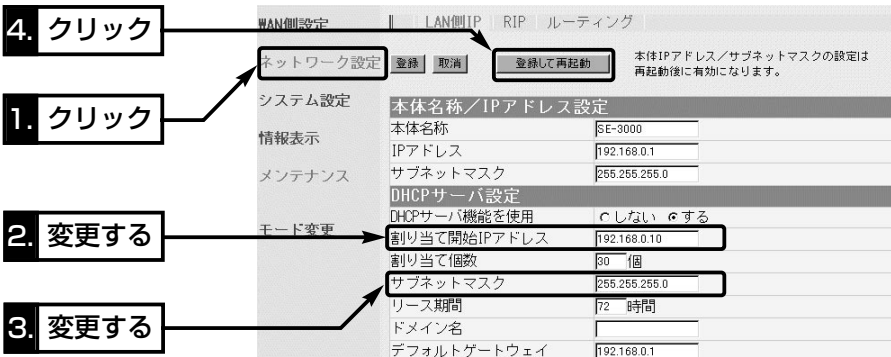 4. クリック
1. クリック
2. 変更する
3. 変更する
WAN側設定
ネットワーク設定
システム設定
情報表示
メンテナンス
モード変更
LAN側IP RIP ルーティング
登録 取消 登録して再起動
本体IPアドレス／サブネットマスクの設定は
再起動後に有効になります。
本体名称／IPアドレス設定
本体名称 SE-3000
IPアドレス 192.168.0.1
サブネットマスク 255.255.255.0
DHCPサーバ設定
DHCPサーバ機能を使用 しない する
割り当て開始IPアドレス 192.168.0.10
割り当て個数 30 個
サブネットマスク 255.255.255.0
リース期間 72 時間
ドメイン名
デフォルトゲートウェイ 192.168.0.1